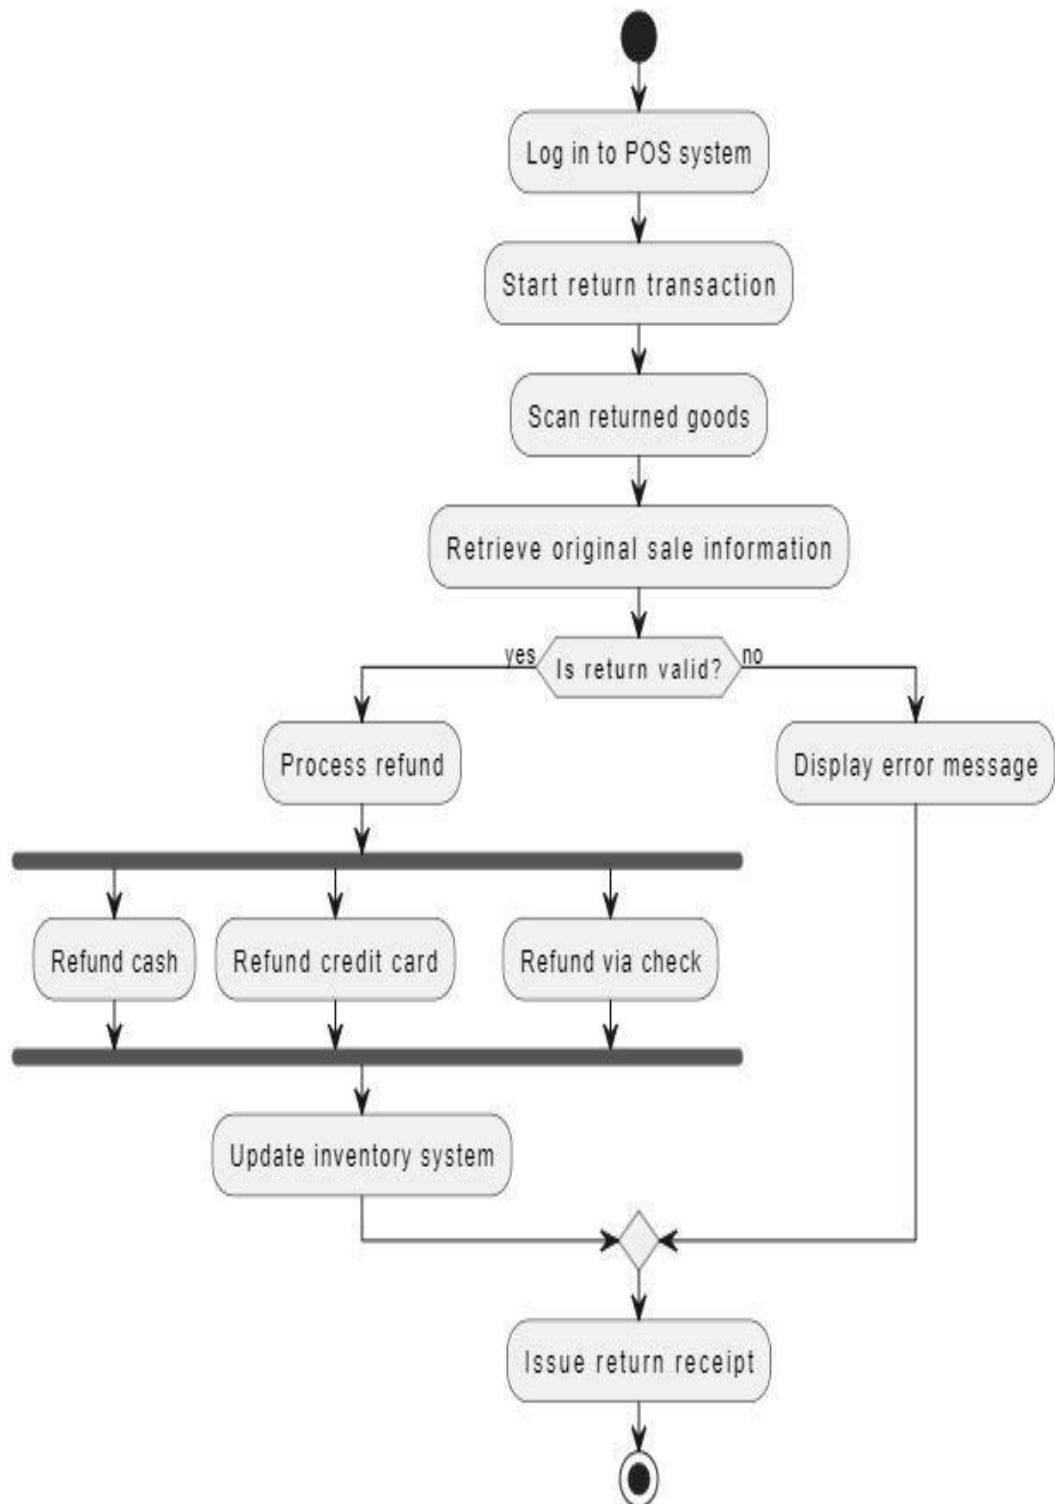 Log in to POS system
Start return transaction
Scan returned goods
Retrieve original sale information
yes
Is return valid?
no
Process refund
Display error message
Refund cash
Refund credit card
Refund via check
Update inventory system
Issue return receipt